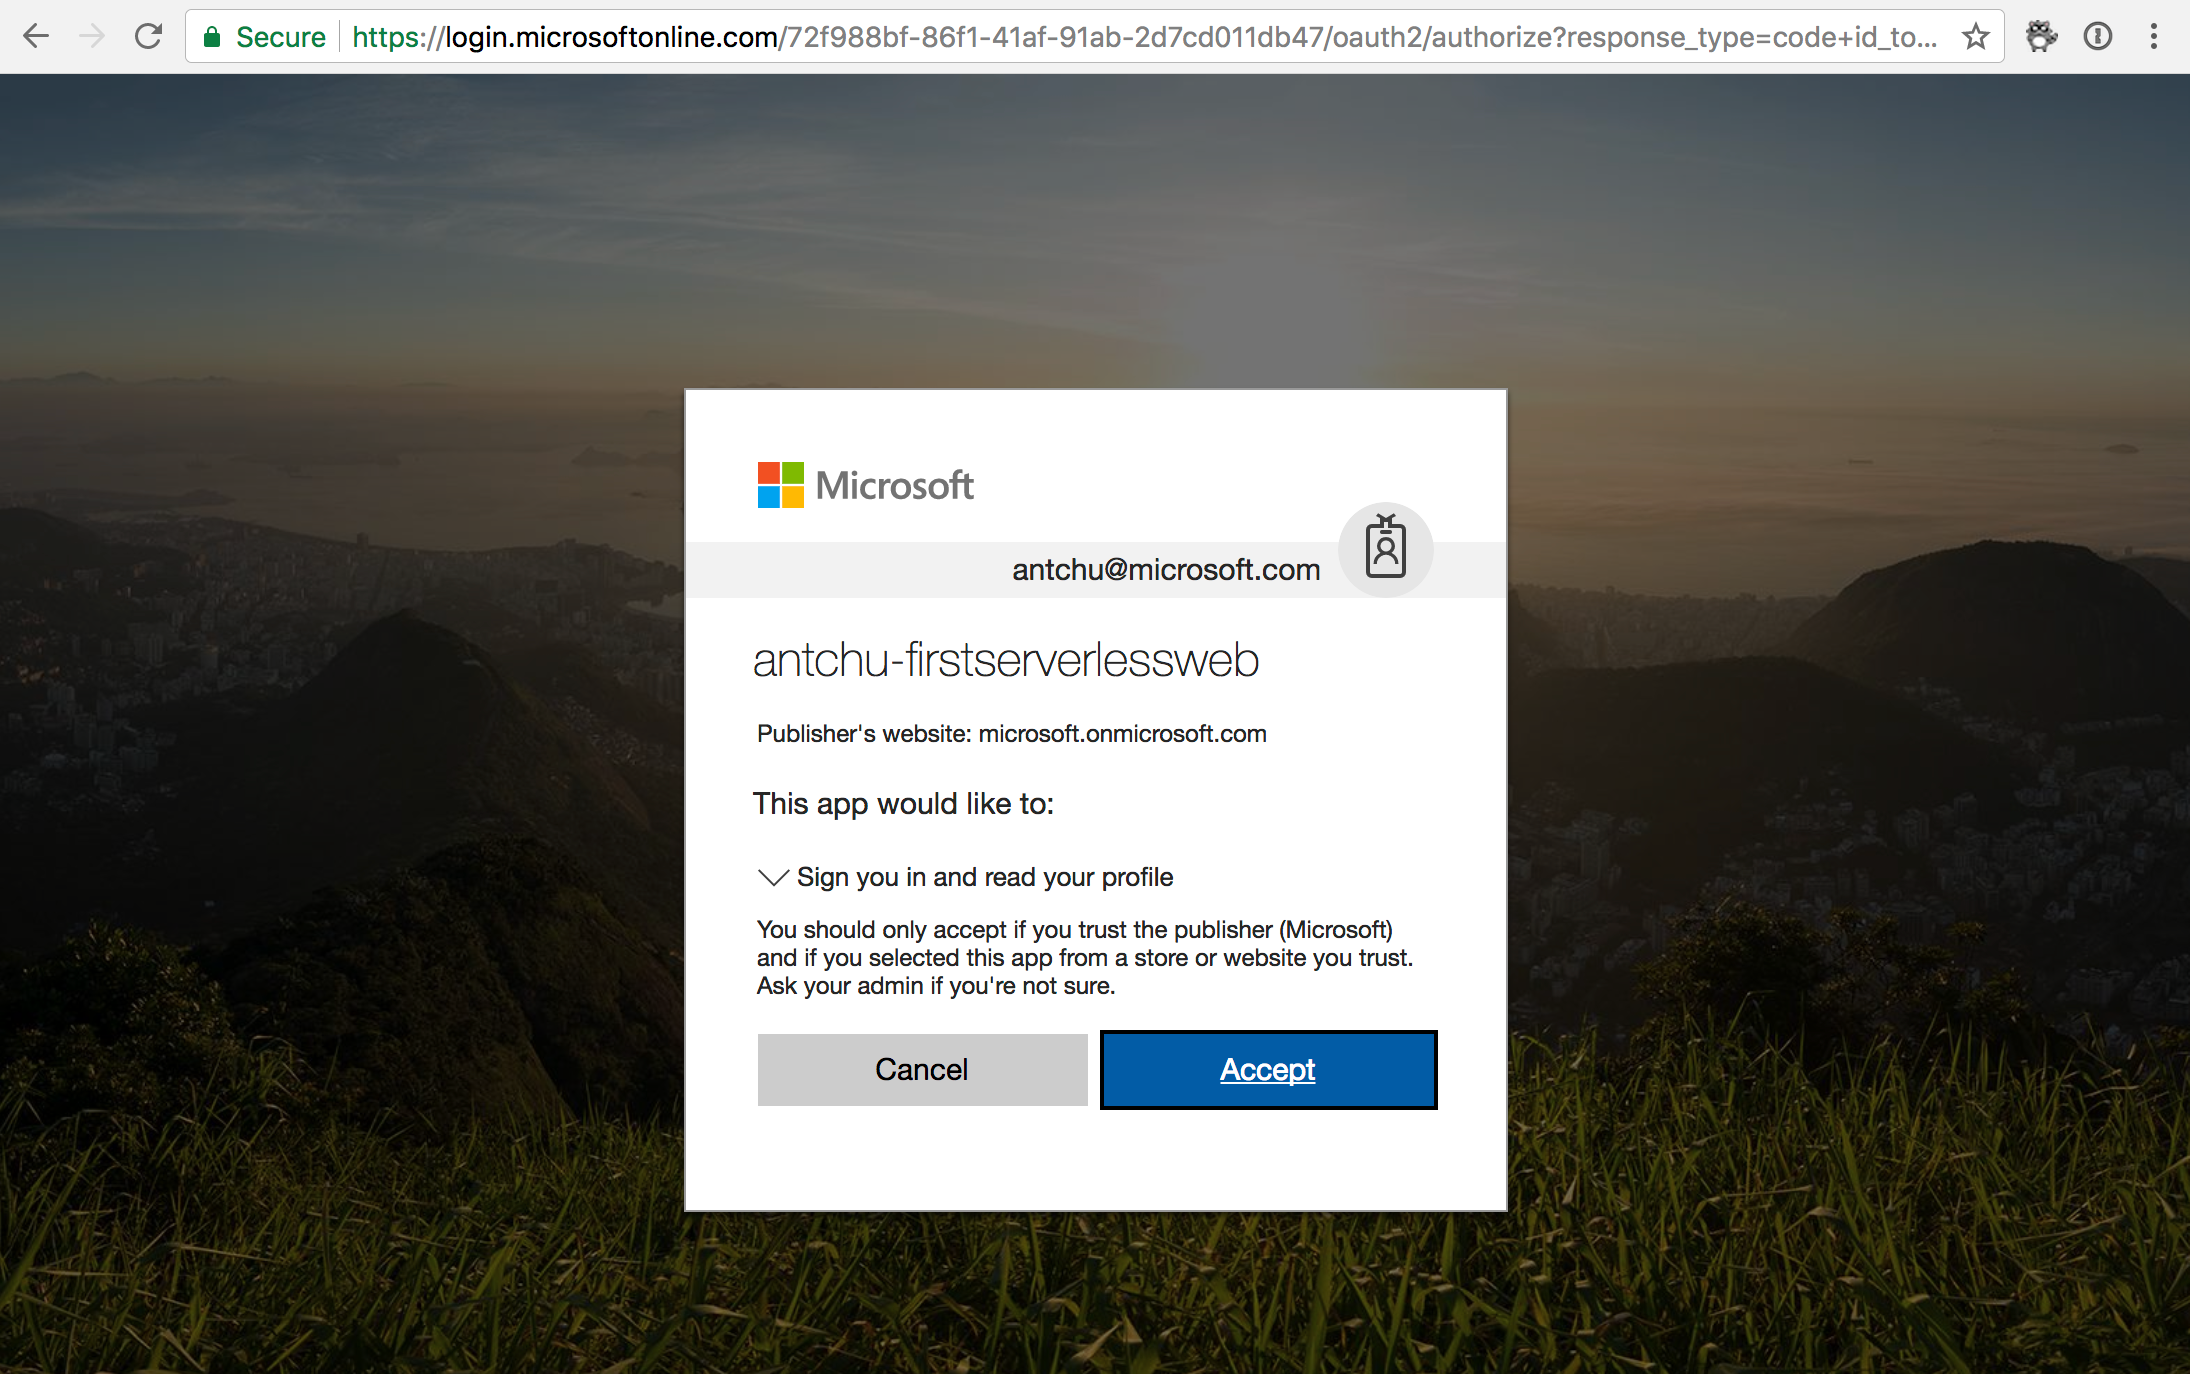 Secure https://login.microsoftonline.com/72f988bf-86f1-41af-91ab-2d7cd011db47/oauth2/authorize?response_type=code+id_to...
Microsoft
antchu@microsoft.com
antchu-firstserverlessweb
Publisher's website: microsoft.onmicrosoft.com
This app would like to:
Sign you in and read your profile
You should only accept if you trust the publisher (Microsoft)
and if you selected this app from a store or website you trust.
Ask your admin if you're not sure.
Cancel Accept